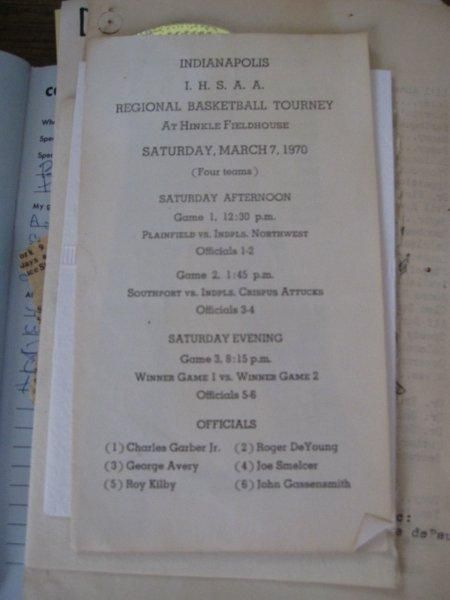 INDIANAPOLIS
I. H. S. A. A.
REGIONAL BASKETBALL TOURNEY
AT HINKLE FIELDHOUSE
SATURDAY, MARCH 7, 1970
(Four teams)
SATURDAY AFTERNOON
Game 1, 12:30 p.m.
PLAINFIELD VS. INDPLS. NORTHWEST
Officials 1-2
Game 2, 1:45 p.m.
SOUTHPORT VS. INDPLS. CRISPUS ATTUCKS
Officials 3-4
SATURDAY EVENING
Game 3, 8:15 p.m.
WINNER GAME 1 VS. WINNER GAME 2
Officials 5-6
OFFICIALS
(1) Charles Garber Jr. (2) Roger DeYoung
(3) George Avery (4) Joe Smelcer
(5) Roy Kilby (6) John Gassensmith
My g